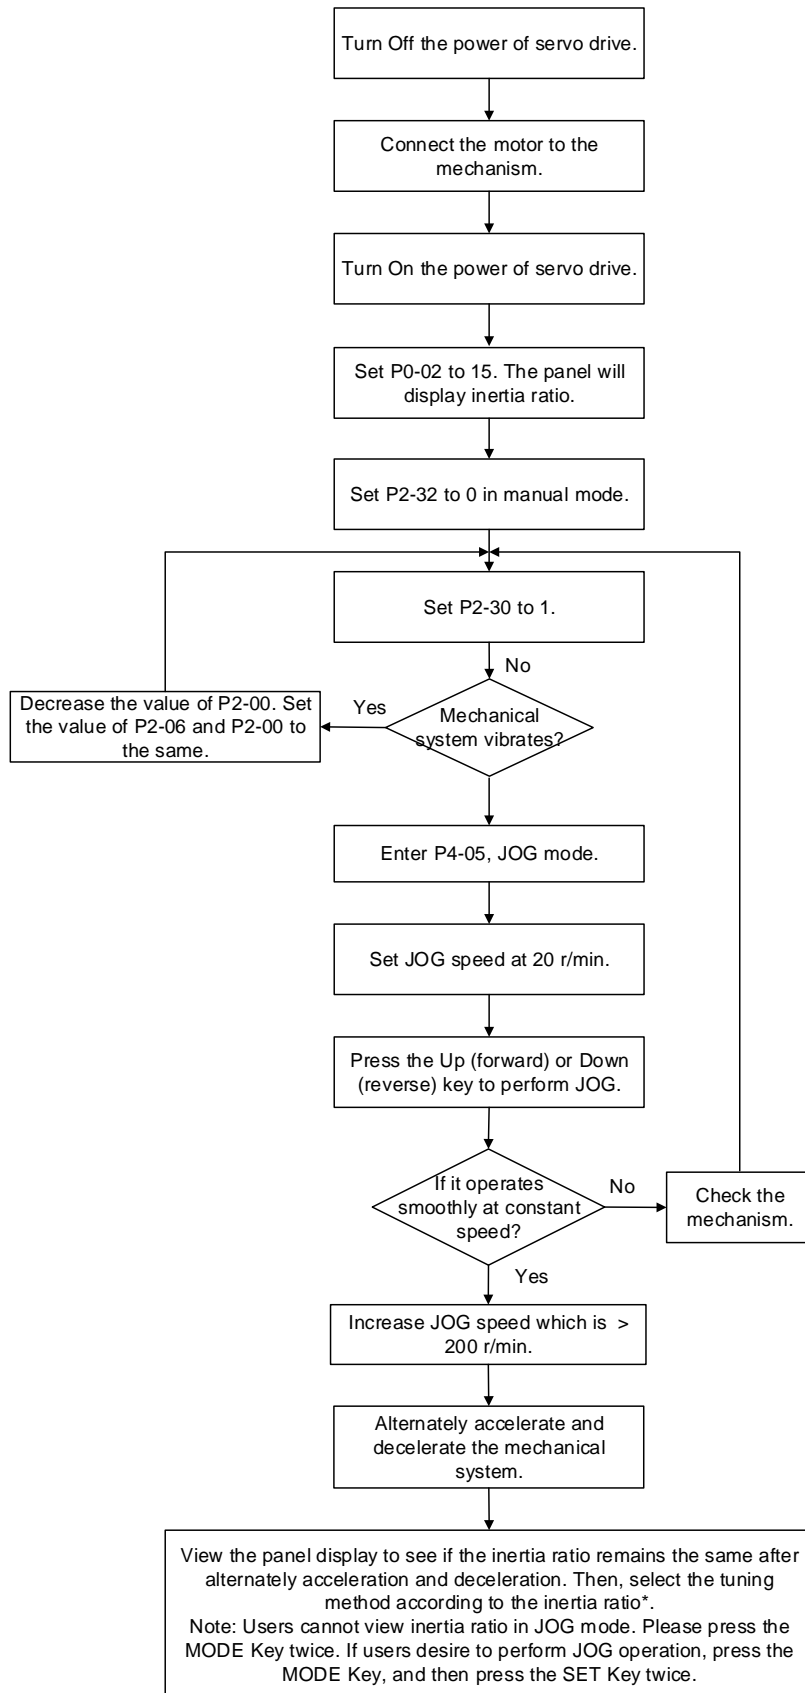 Turn Off the power of servo drive.
Connect the motor to the
mechanism.
Turn On the power of servo drive.
Set P0-02 to 15. The panel will
display inertia ratio.
Set P2-32 to 0 in manual mode.
Set P2-30 to 1.
No
Decrease the value of P2-00. Set
the value of P2-06 and P2-00 to
the same.
Yes
Mechanical
system vibrates?
Enter P4-05, JOG mode.
Set JOG speed at 20 r/min.
Press the Up (forward) or Down
(reverse) key to perform JOG.
If it operates
smoothly at constant
speed?
No
Check the
mechanism.
Yes
Increase JOG speed which is >
200 r/min.
Alternately accelerate and
decelerate the mechanical
system.
View the panel display to see if the inertia ratio remains the same after
alternately acceleration and deceleration. Then, select the tuning
method according to the inertia ratio*.
Note: Users cannot view inertia ratio in JOG mode. Please press the
MODE Key twice. If users desire to perform JOG operation, press the
MODE Key, and then press the SET Key twice.